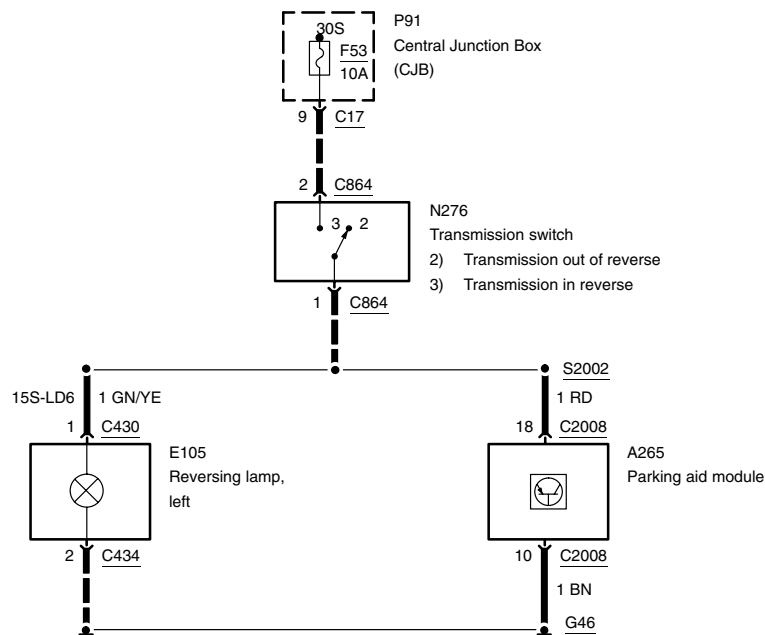 P91
30S
F53
Central Junction Box
10A
(CJB)
9 C17
2 C864
N276
3 2
Transmission switch
2) Transmission out of reverse
3) Transmission in reverse
1 C864
S2002
15S-LD6 1 GN/YE
1 RD
1 C430
18 C2008
E105
A265
Reversing lamp,
Parking aid module
left
2 C434
10 C2008
1 BN
G46